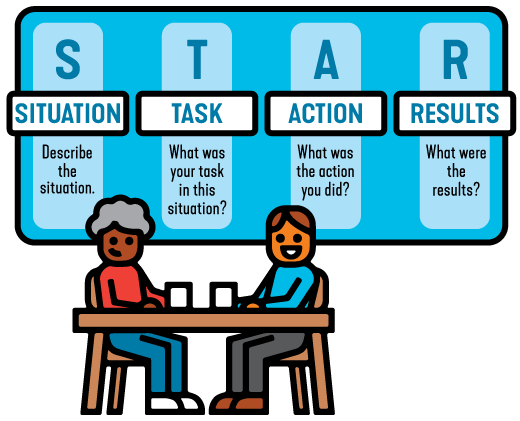 S
SITUATION
Describe
the
situation.
T
TASK
What was
your task
in this
situation?
A
ACTION
What was
the action
you did?
R
RESULTS
What were
the
results?